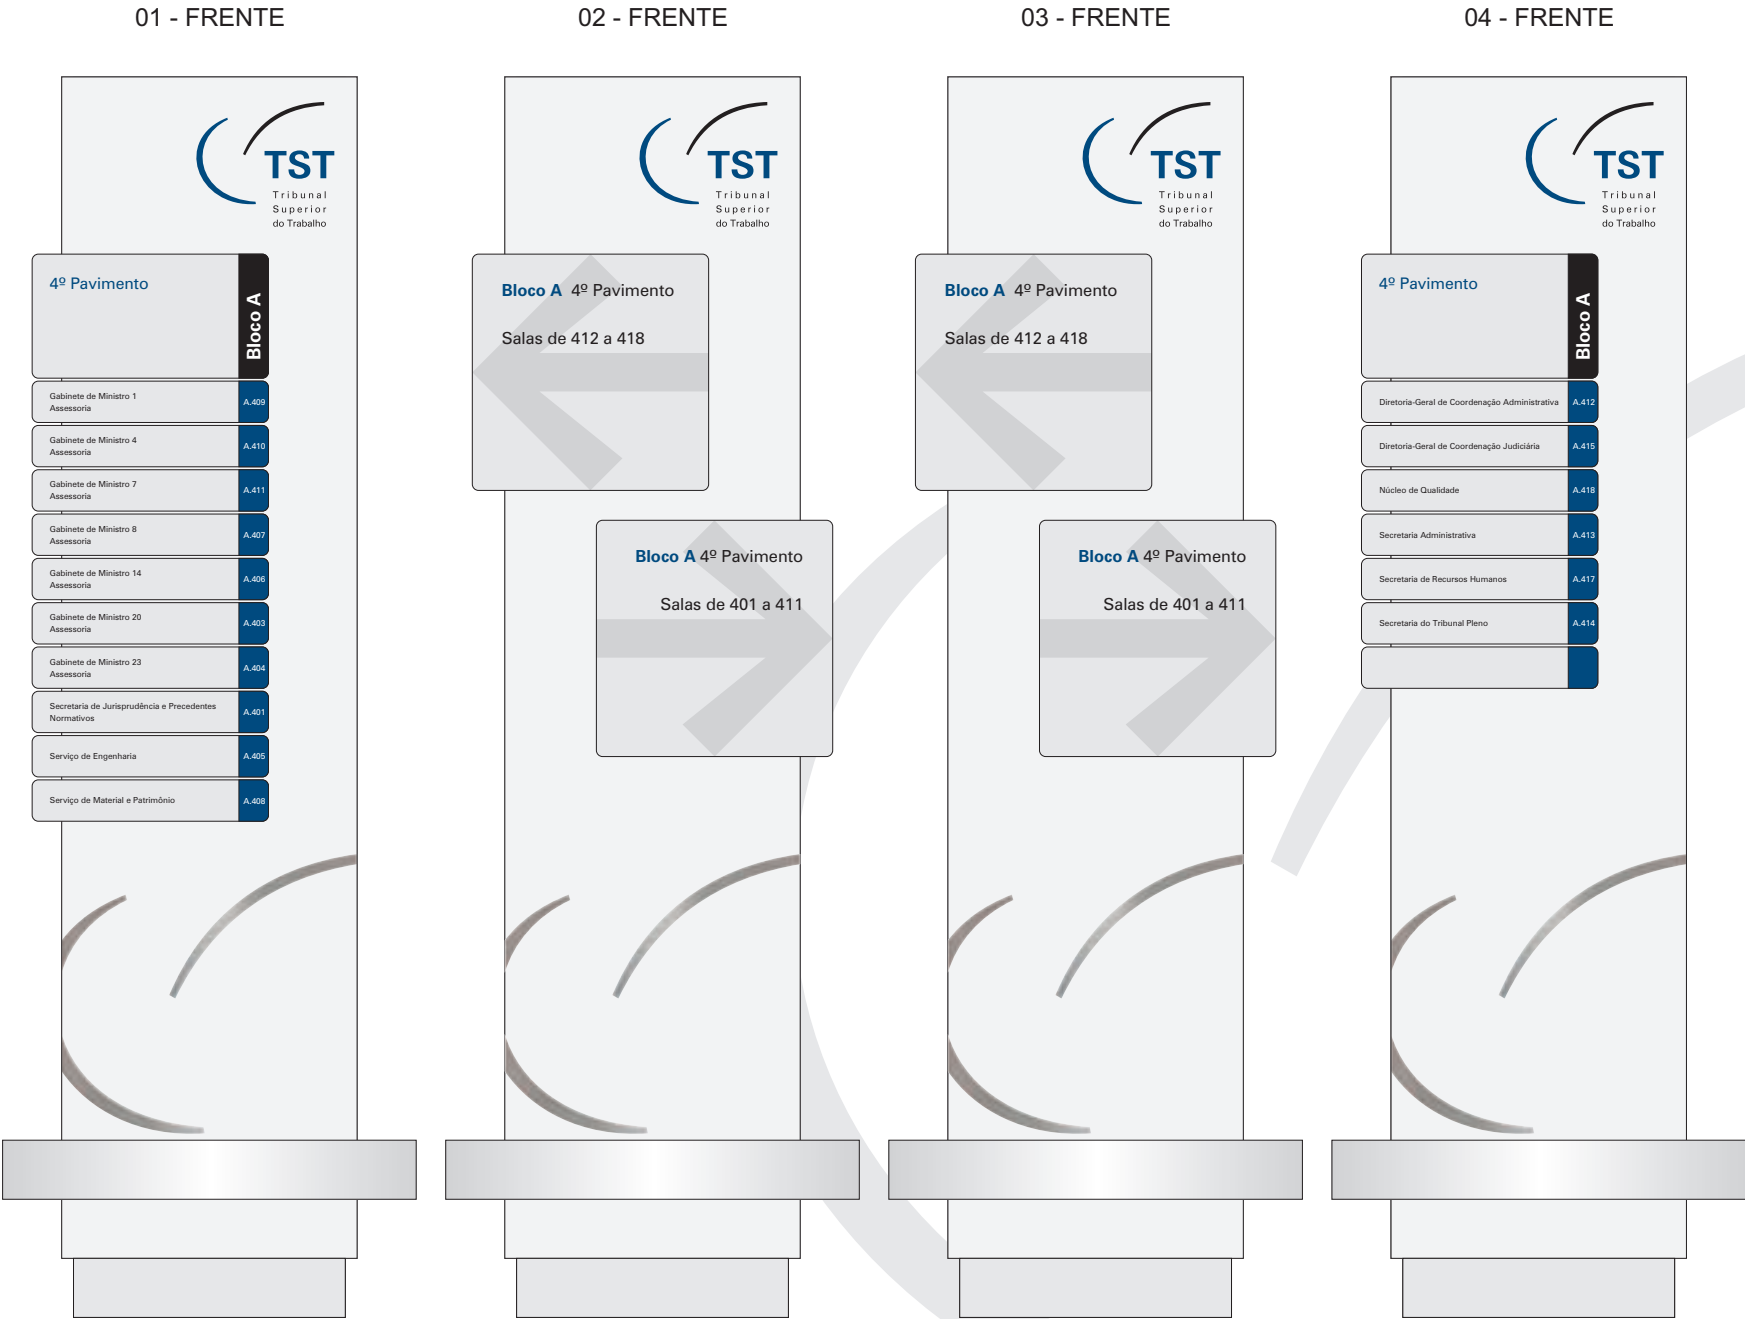 01 - FRENTE
TST
Tribunal
Superior
do Trabalho
4º Pavimento
Bloco A
Gabinete de Ministro 1
Assessoria
A.409
Gabinete de Ministro 4
Assessoria
A.410
Gabinete de Ministro 7
Assessoria
A.411
Gabinete de Ministro 8
Assessoria
A.407
Gabinete de Ministro 14
Assessoria
A.406
Gabinete de Ministro 20
Assessoria
A.403
Gabinete de Ministro 23
Assessoria
A.404
Secretaria de Jurisprudência e Precedentes
Normativos
A.401
Serviço de Engenharia
A.405
Serviço de Material e Patrimônio
A.408
02 - FRENTE
TST
Tribunal
Superior
do Trabalho
Bloco A 4º Pavimento
Salas de 412 a 418
Bloco A 4º Pavimento
Salas de 401 a 411
03 - FRENTE
TST
Tribunal
Superior
do Trabalho
Bloco A 4º Pavimento
Salas de 412 a 418
Bloco A 4º Pavimento
Salas de 401 a 411
04 - FRENTE
TST
Tribunal
Superior
do Trabalho
4º Pavimento
Bloco A
Diretoria-Geral de Coordenação Administrativa
A.412
Diretoria-Geral de Coordenação Judiciária
A.415
Núcleo de Qualidade
A.418
Secretaria Administrativa
A.413
Secretaria de Recursos Humanos
A.417
Secretaria do Tribunal Pleno
A.414